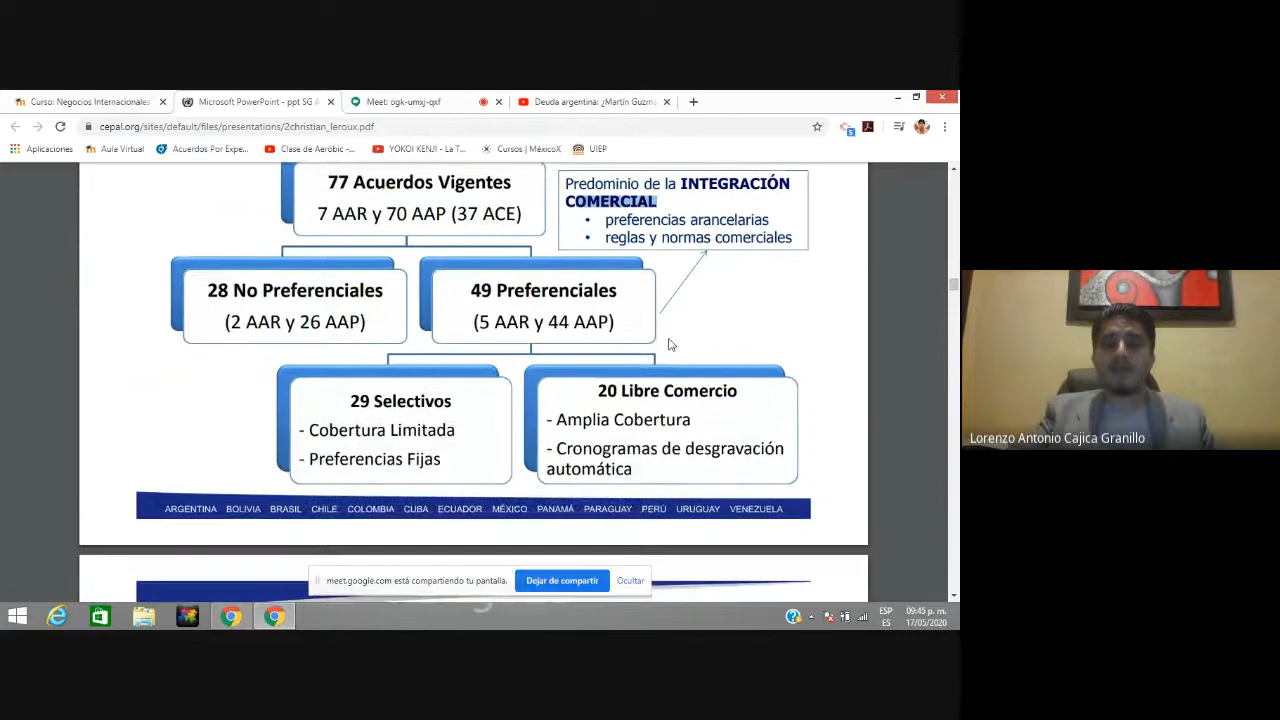 Curso: Negocios Internacionales
Microsoft PowerPoint - ppt SG A
Meet: ogk-umxj-qxf
Deuda argentina: ¿Martín Guzm
cepal.org/sites/default/files/presentations/2christian_leroux.pdf
Aplicaciones
Aula Virtual
Acuerdos Por Expe...
Clase de Aeróbic -...
YOKOI KENJI - La T...
Cursos | MéxicoX
UIEP
77 Acuerdos Vigentes
7 AAR y 70 AAP (37 ACE)
Predominio de la INTEGRACIÓN
COMERCIAL
• preferencias arancelarias
• reglas y normas comerciales
28 No Preferenciales
(2 AAR y 26 AAP)
49 Preferenciales
(5 AAR y 44 AAP)
29 Selectivos
- Cobertura Limitada
- Preferencias Fijas
20 Libre Comercio
- Amplia Cobertura
- Cronogramas de desgravación
automática
ARGENTINA BOLIVIA BRASIL CHILE COLOMBIA CUBA ECUADOR MÉXICO PANAMÁ PARAGUAY PERÚ URUGUAY VENEZUELA
meet.google.com está compartiendo tu pantalla.
Dejar de compartir
Ocultar
ESP
ES
09:45 p. m.
17/05/2020
Lorenzo Antonio Cajica Granillo